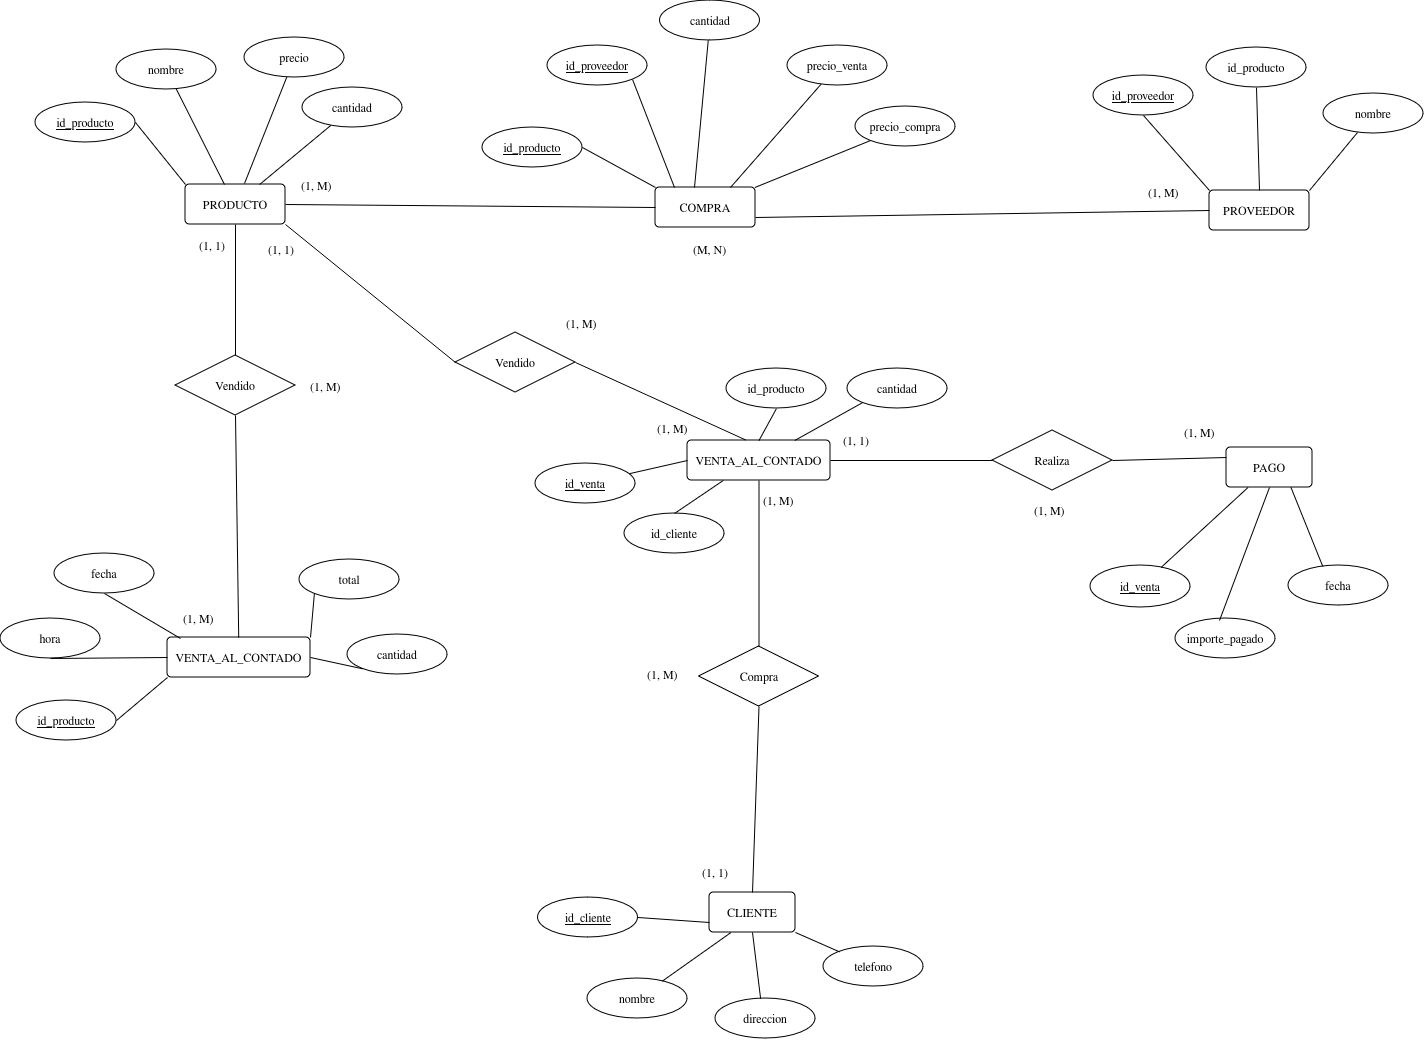 cantidad
precio
nombre
id_proveedor
precio_venta
id_producto
id_proveedor
cantidad
nombre
id_producto
precio_compra
id_producto
(1, M)
(1, M)
PRODUCTO
COMPRA
PROVEEDOR
(1, 1)
(1, 1)
(M, N)
(1, M)
Vendido
Vendido
(1, M)
id_producto
cantidad
(1, M)
(1, 1)
(1, M)
VENTA_AL_CONTADO
Realiza
PAGO
id_venta
(1, M)
(1, M)
id_cliente
fecha
total
id_venta
fecha
(1, M)
hora
importe_pagado
VENTA_AL_CONTADO
cantidad
(1, M)
Compra
id_producto
(1, 1)
id_cliente
CLIENTE
telefono
nombre
direccion